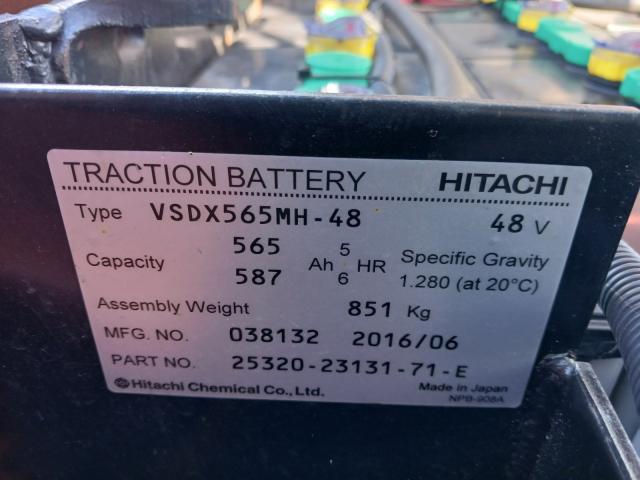 TRACTION BATTERY HITACHI
Type VSDX565MH-48 48 V
Capacity 565 Ah 5 HR Specific Gravity
587 6 1.280 (at 20°C)
Assembly Weight 851 Kg
MFG. NO. 038132 2016/06
PART NO. 25320-23131-71-E
Hitachi Chemical Co., Ltd. Made in Japan
NPB-908A